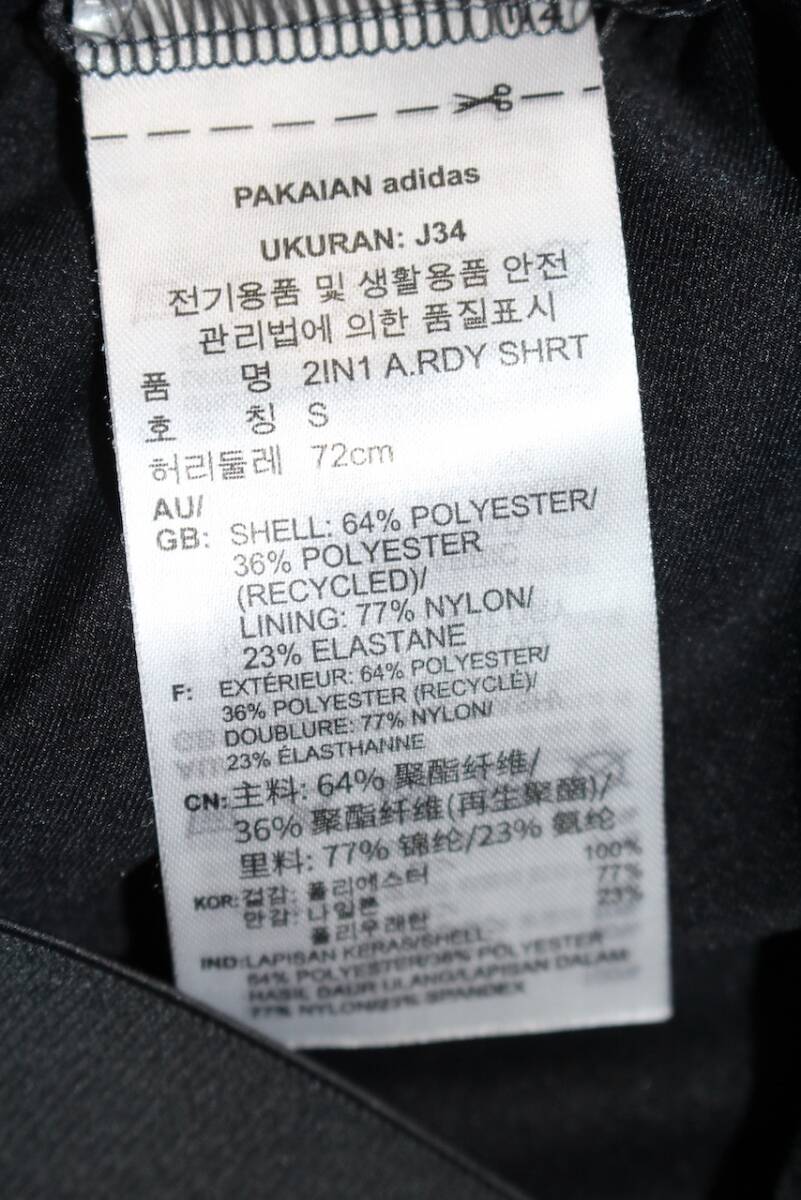 PAKAIAN adidas
UKURAN: J34
전기용품 및 생활용품 안전
관리법에 의한 품질표시
품 명 2IN1 A.RDY SHRT
호 칭 S
허리둘레 72cm
AU/
GB: SHELL: 64% POLYESTER/
36% POLYESTER
(RECYCLED)/
LINING: 77% NYLON/
23% ELASTANE
F: EXTÉRIEUR: 64% POLYESTER/
36% POLYESTER (RECYCLÉ)/
DOUBLURE: 77% NYLON/
23% ÉLASTHANNE
CN: 主料: 64% 聚酯纤维/
36% 聚酯纤维(再生聚酯)/
里料: 77% 锦纶/23% 氨纶
KOR: 겉감: 폴리에스터 100%
안감: 나일론 77%
폴리우레탄 23%
IND: LAPISAN KERAS/SHELL:
64% POLYESTER/36% POLYESTER
HASIL DAUR ULANG/LAPISAN DALAM:
77% NYLON/23% SPANDEX